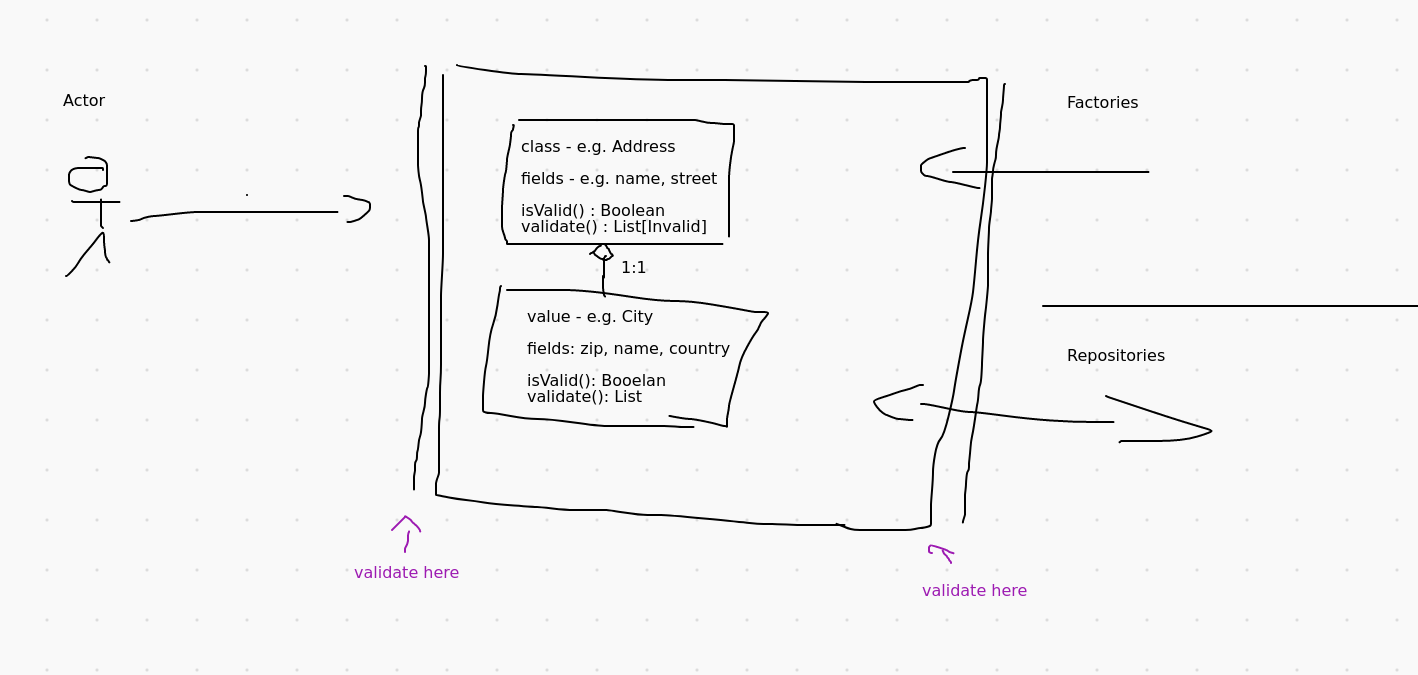 Actor
Factories
class - e.g. Address
fields - e.g. name, street
isValid() : Boolean
validate() : List[Invalid]
1:1
value - e.g. City
fields: zip, name, country
isValid(): Booelan
validate(): List
Repositories
validate here
validate here